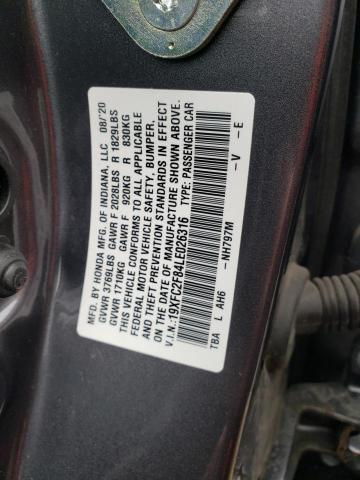 MFD. BY HONDA MFG. OF INDIANA, LLC 08/'20
GVWR 3769LBS GAWR F 2028LBS R 1829LBS
GVWR 1710KG GAWR F 920KG R 830KG
THIS VEHICLE CONFORMS TO ALL APPLICABLE
FEDERAL MOTOR VEHICLE SAFETY, BUMPER,
AND THEFT PREVENTION STANDARDS IN EFFECT
ON THE DATE OF MANUFACTURE SHOWN ABOVE.
V.I.N.: 19XFC2F84LE026316 TYPE: PASSENGER CAR
TBA L AH6 -NH797M -V -E